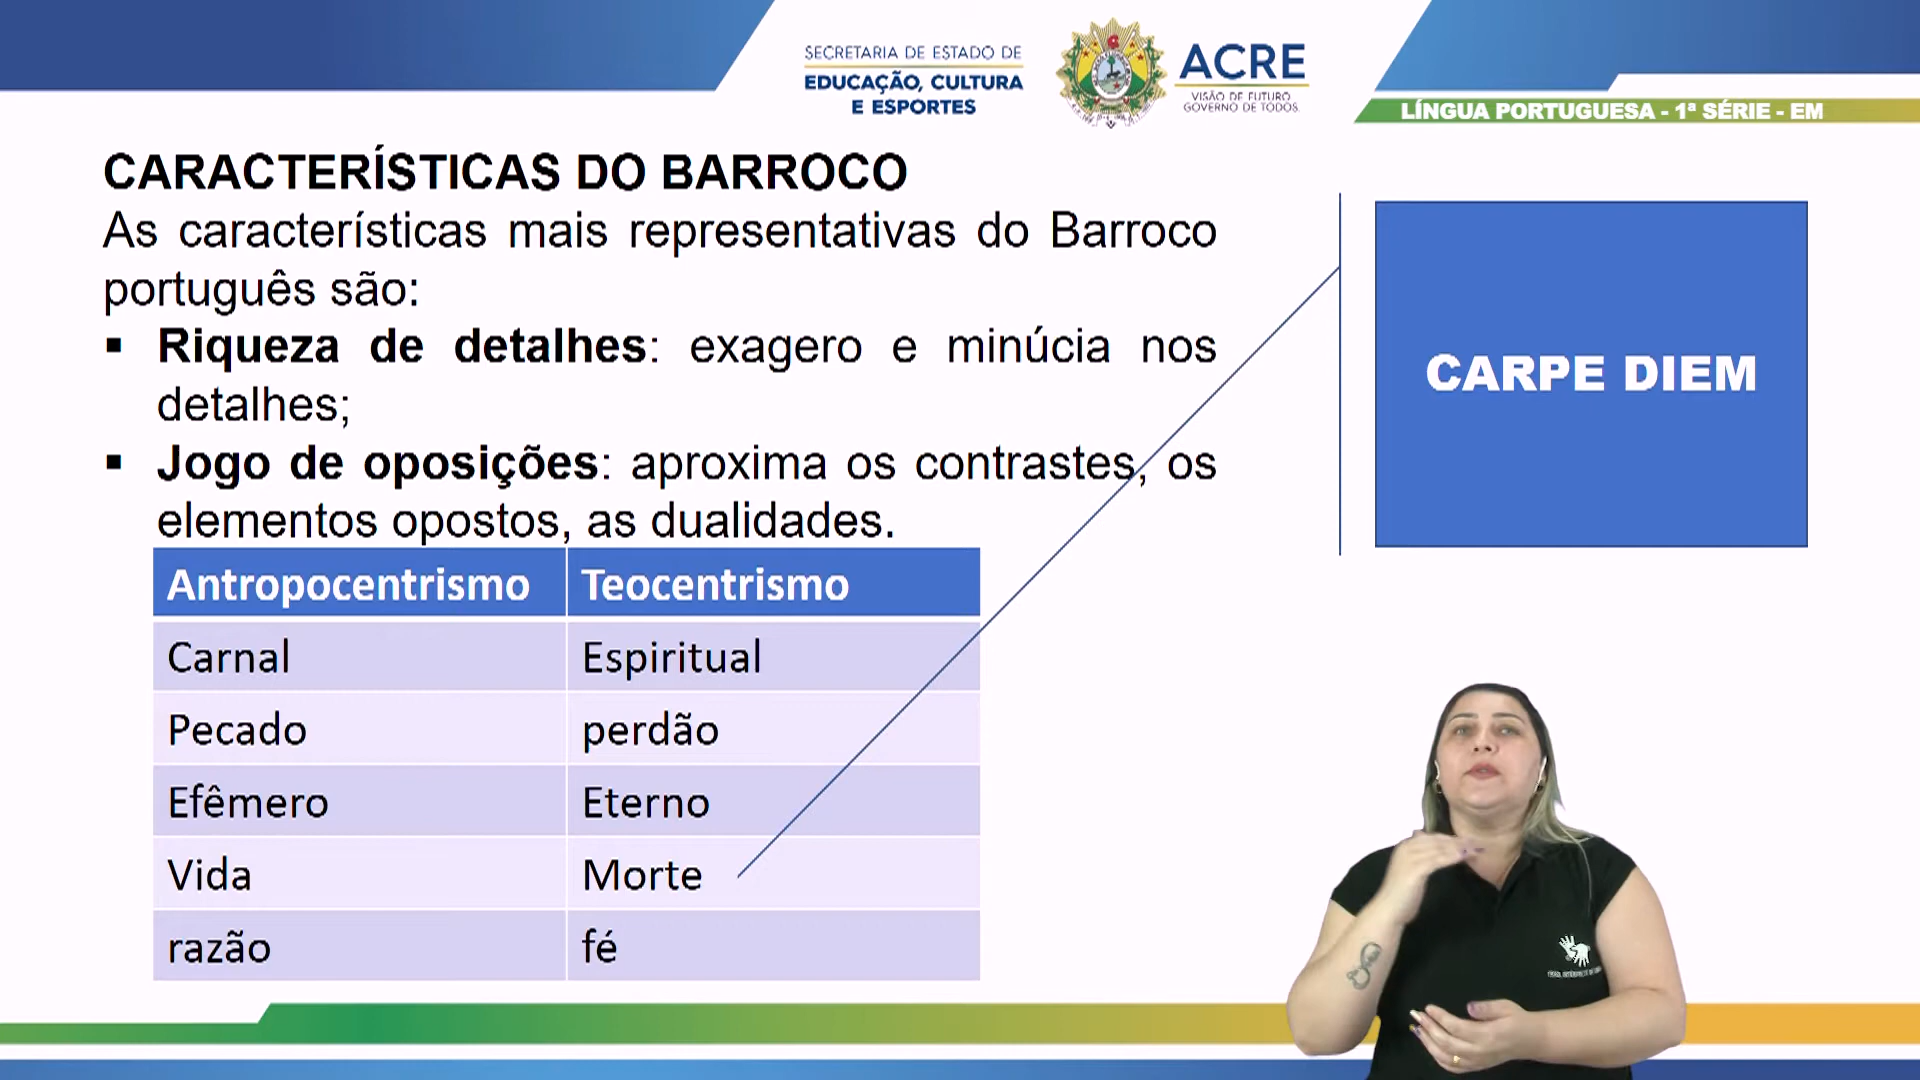 SECRETARIA DE ESTADO DE
EDUCAÇÃO, CULTURA
E ESPORTES
ACRE
VISÃO DE FUTURO
GOVERNO DE TODOS
LÍNGUA PORTUGUESA - 1ª SÉRIE - EM
CARACTERÍSTICAS DO BARROCO
As características mais representativas do Barroco
português são:
▪ Riqueza de detalhes: exagero e minúcia nos
detalhes;
▪ Jogo de oposições: aproxima os contrastes, os
elementos opostos, as dualidades.
CARPE DIEM
Antropocentrismo Teocentrismo
Carnal Espiritual
Pecado perdão
Efêmero Eterno
Vida Morte
razão fé